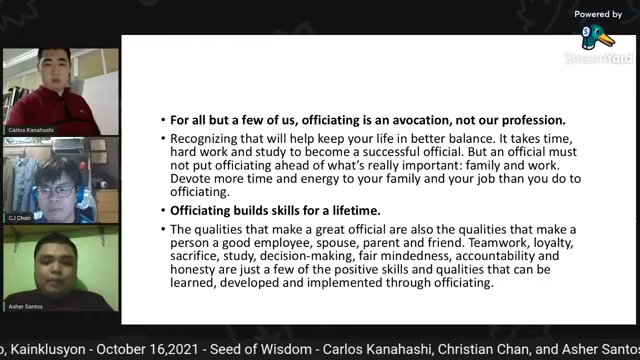 Powered by
StreamYard
• For all but a few of us, officiating is an avocation, not our profession.
• Recognizing that will help keep your life in better balance. It takes time,
hard work and study to become a successful official. But an official must
not put officiating ahead of what's really important: family and work.
Devote more time and energy to your family and your job than you do to
officiating.
• Officiating builds skills for a lifetime.
• The qualities that make a great official are also the qualities that make a
person a good employee, spouse, parent and friend. Teamwork, loyalty,
sacrifice, study, decision-making, fair mindedness, accountability and
honesty are just a few of the positive skills and qualities that can be
learned, developed and implemented through officiating.
Carlos Kanahashi
CJ Chan
Asher Santos
o, Kainklusyon - October 16,2021 - Seed of Wisdom - Carlos Kanahashi, Christian Chan, and Asher Santos